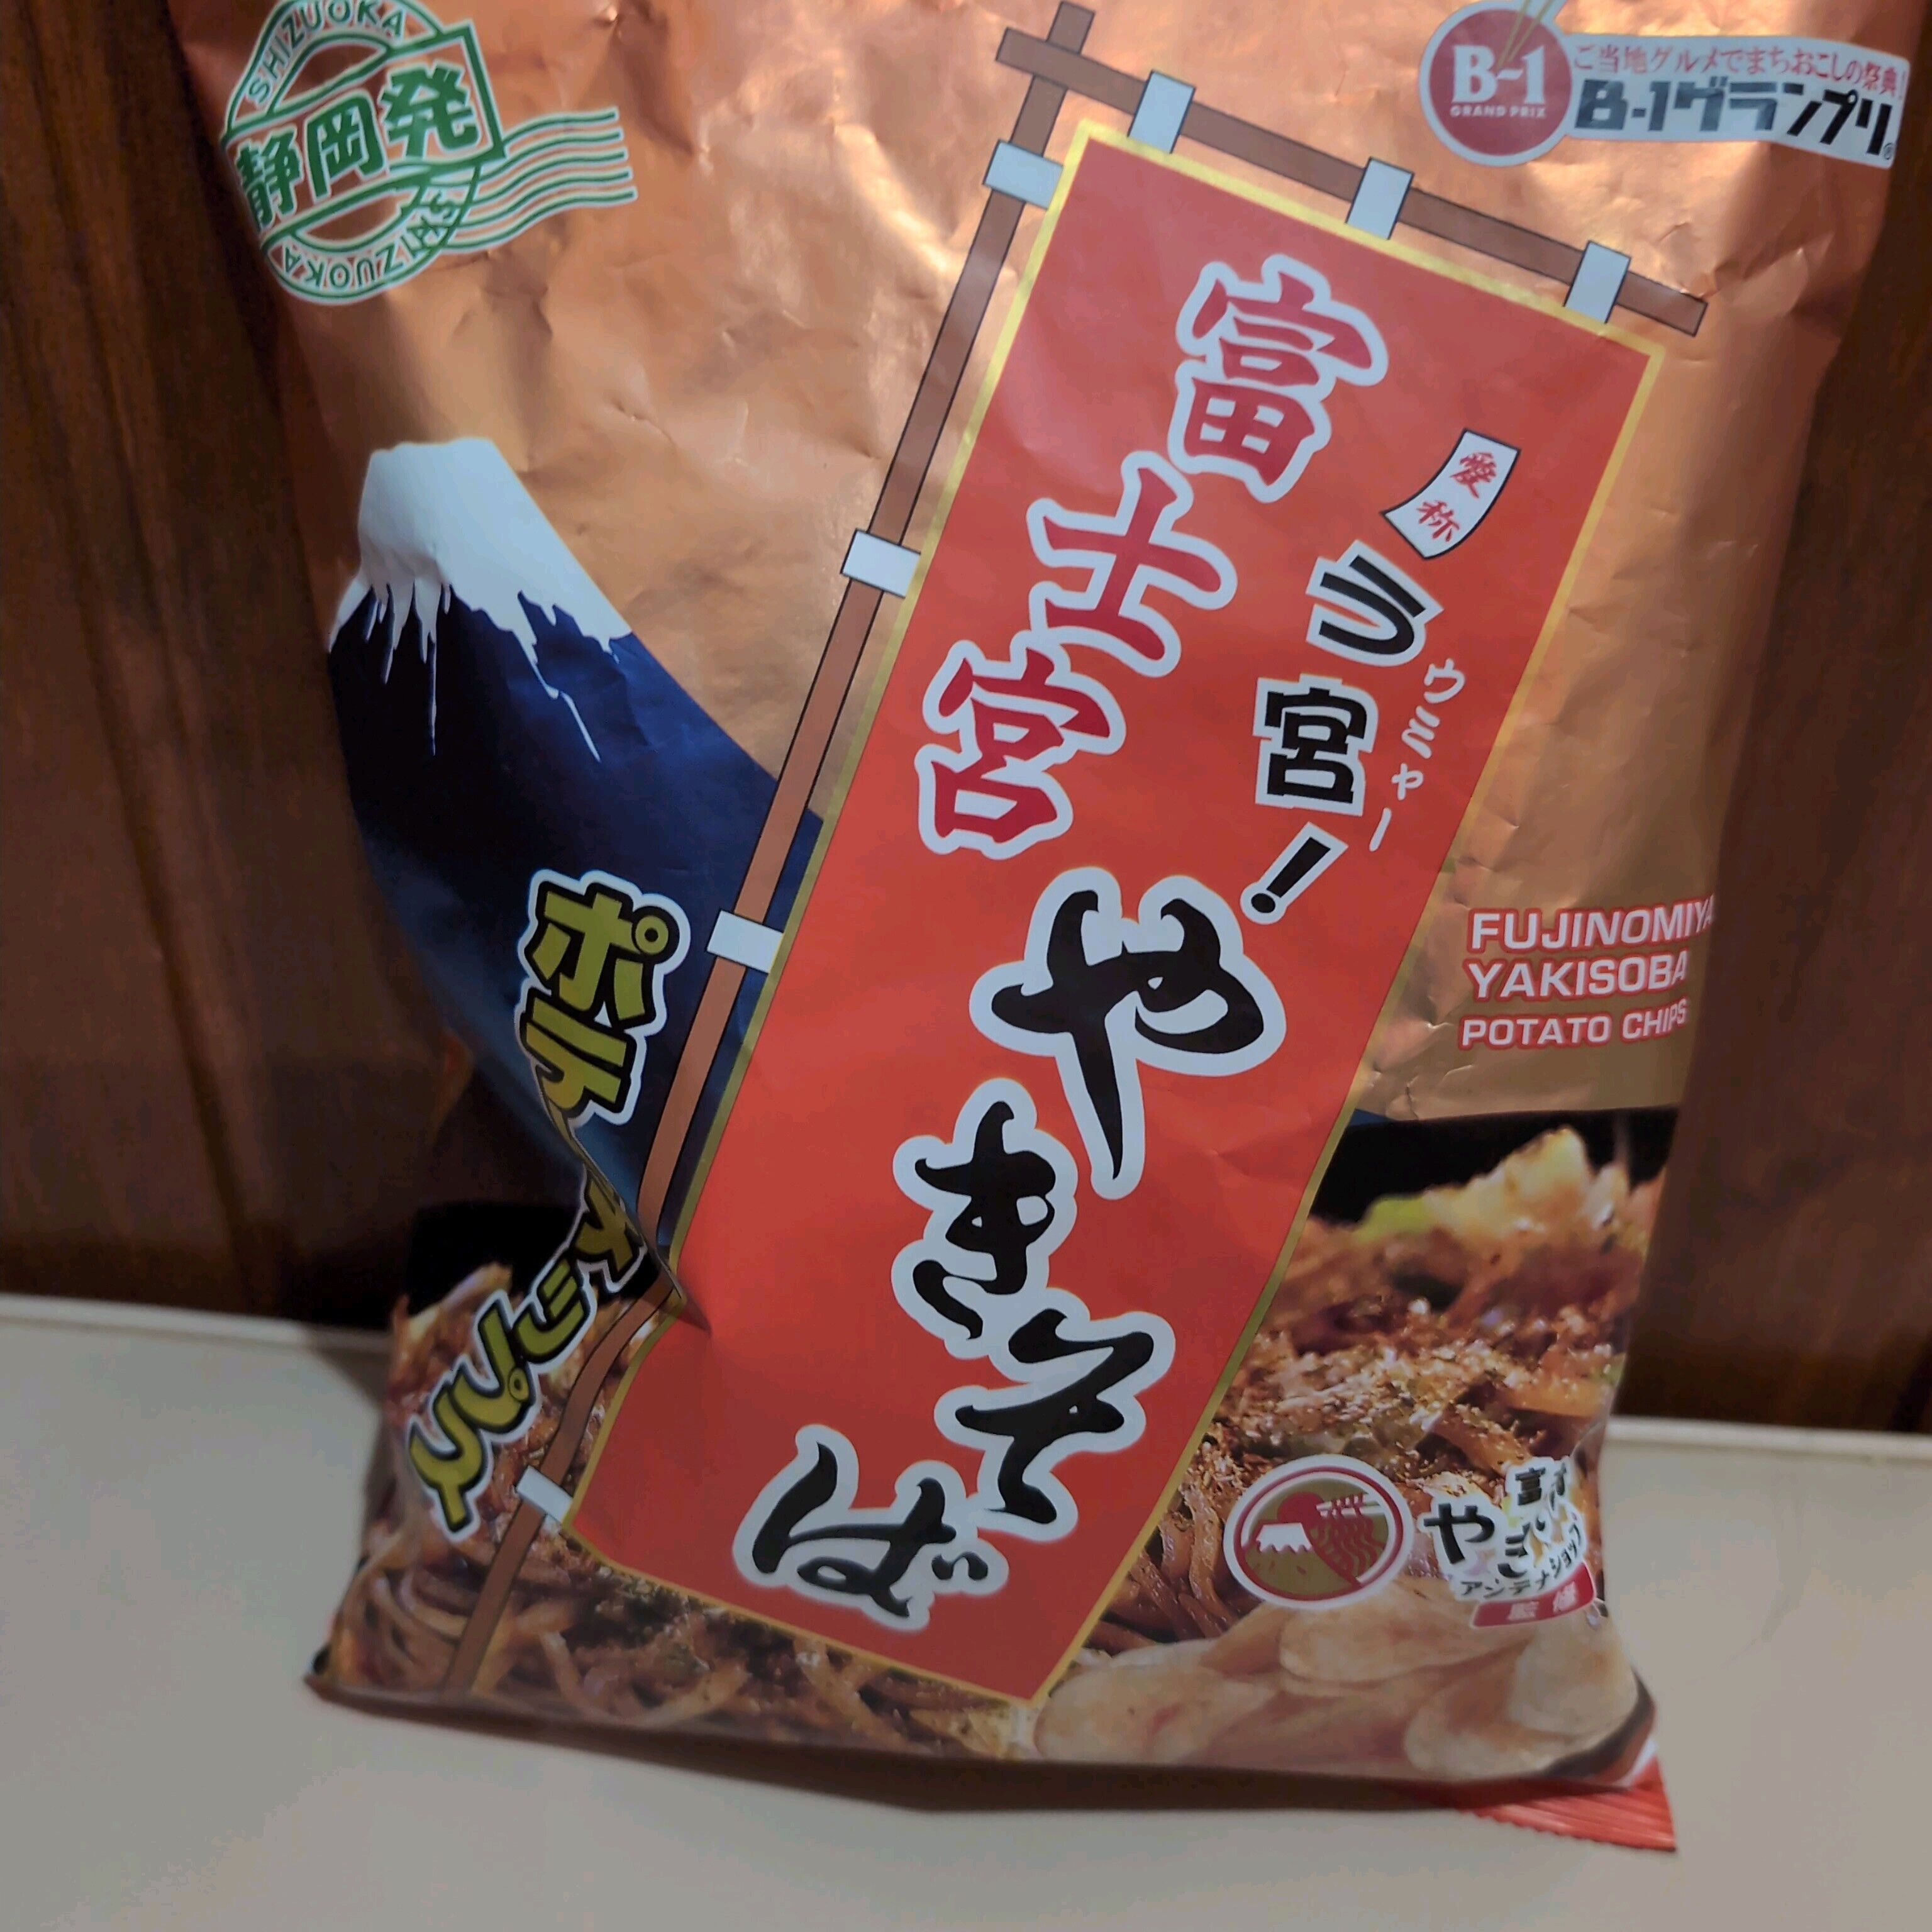 SHIZUOKA
静岡発
SHIZUOKA
B-1
GRAND PRIX
ご当地グルメでまちおこしの祭典!
B-1グランプリ®
愛称
う宮!
ウミャー
富士宮やきそば
FUJINOMIYA
YAKISOBA
POTATO CHIPS
ポテトチップス
アンテナショップ
監修